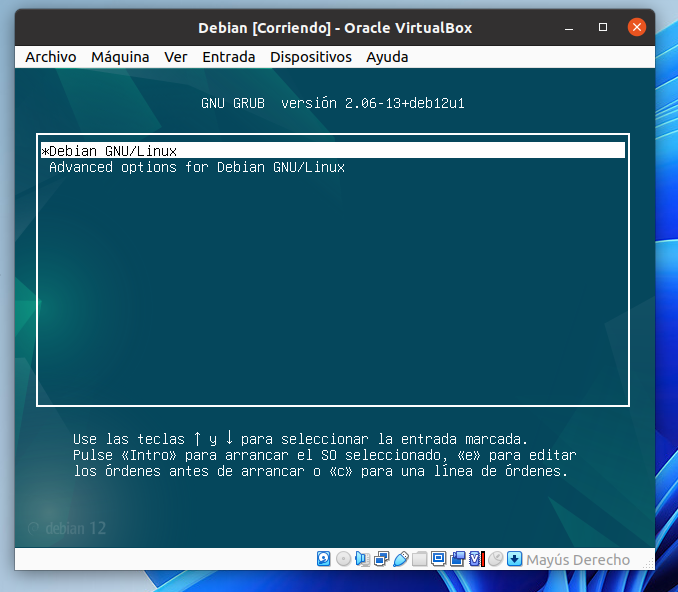 Debian [Corriendo] - Oracle VirtualBox
Archivo Máquina Ver Entrada Dispositivos Ayuda
GNU GRUB  versión 2.06-13+deb12u1
*Debian GNU/Linux
Advanced options for Debian GNU/Linux
Use las teclas ↑ y ↓ para seleccionar la entrada marcada.
Pulse «Intro» para arrancar el SO seleccionado, «e» para editar
los órdenes antes de arrancar o «c» para una línea de órdenes.
debian 12
Mayús Derecho